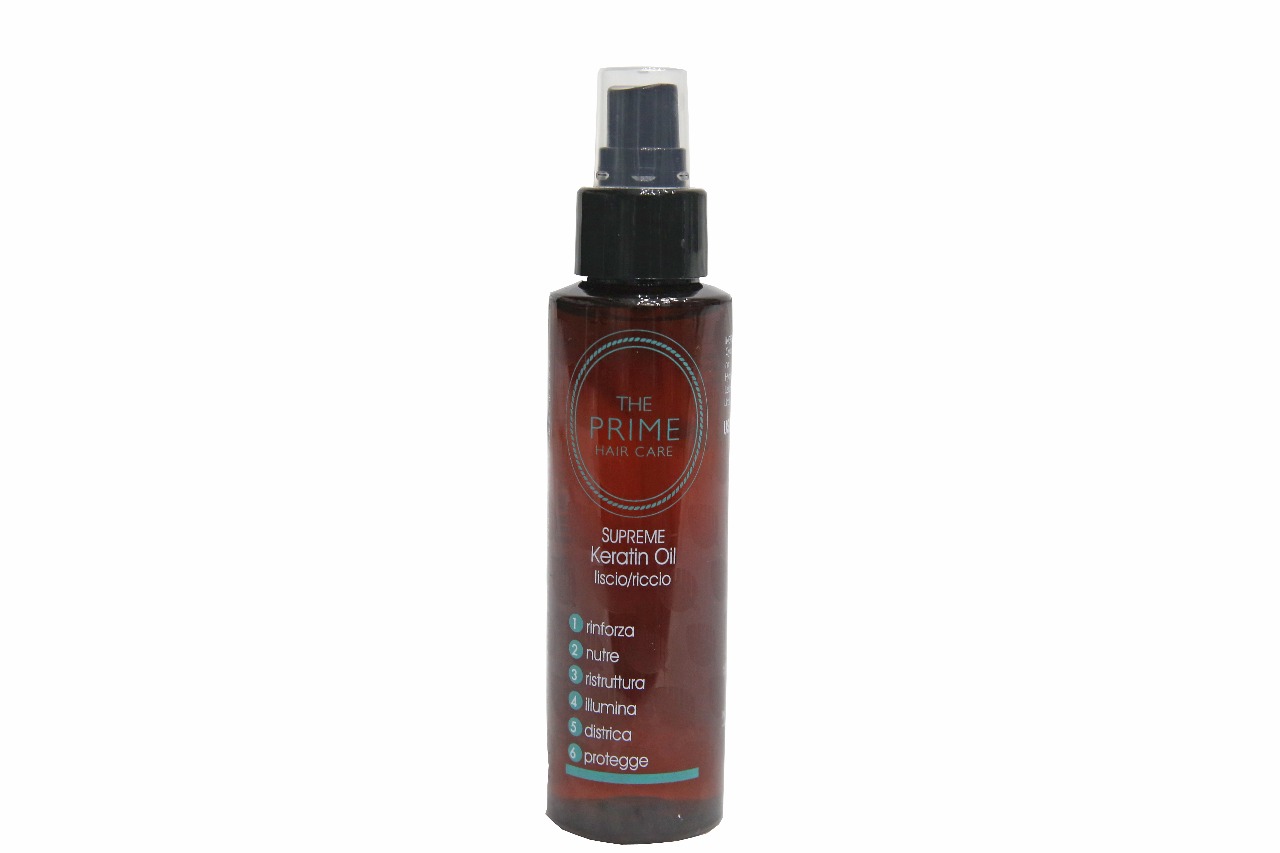 THE
PRIME
HAIR CARE
SUPREME
Keratin Oil
liscio/riccio
1 rinforza
2 nutre
3 ristruttura
4 illumina
5 districa
6 protegge